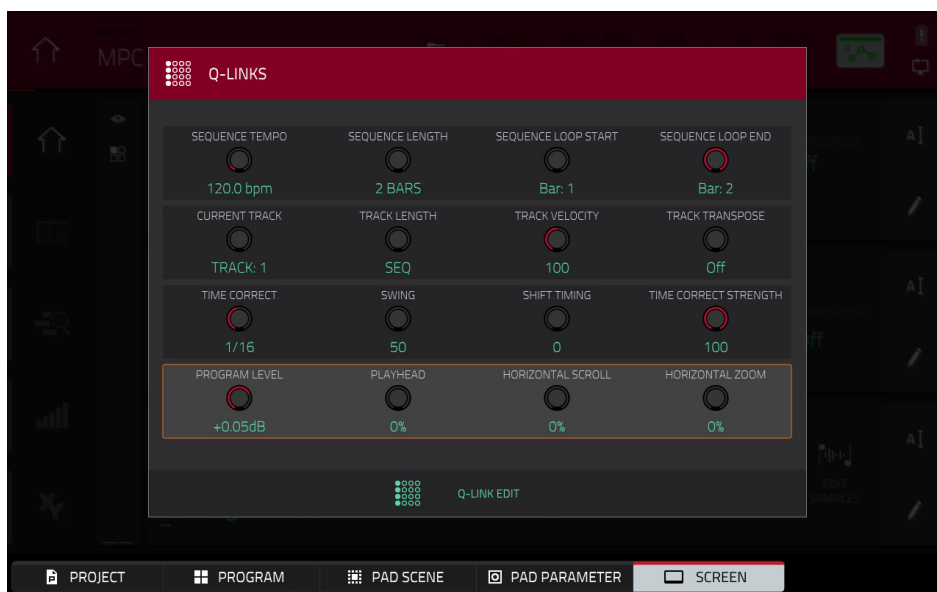 PROJECT
MPC
Q-LINKS
SEQUENCE TEMPO SEQUENCE LENGTH SEQUENCE LOOP START SEQUENCE LOOP END
120.0 bpm 2 BARS Bar: 1 Bar: 2
CURRENT TRACK TRACK LENGTH TRACK VELOCITY TRACK TRANSPOSE
TRACK: 1 SEQ 100 Off
TIME CORRECT SWING SHIFT TIMING TIME CORRECT STRENGTH
1/16 50 0 100
PROGRAM LEVEL PLAYHEAD HORIZONTAL SCROLL HORIZONTAL ZOOM
+0.05dB 0% 0% 0%
Q-LINK EDIT
EDIT
SAMPLES
PROJECT PROGRAM PAD SCENE PAD PARAMETER SCREEN